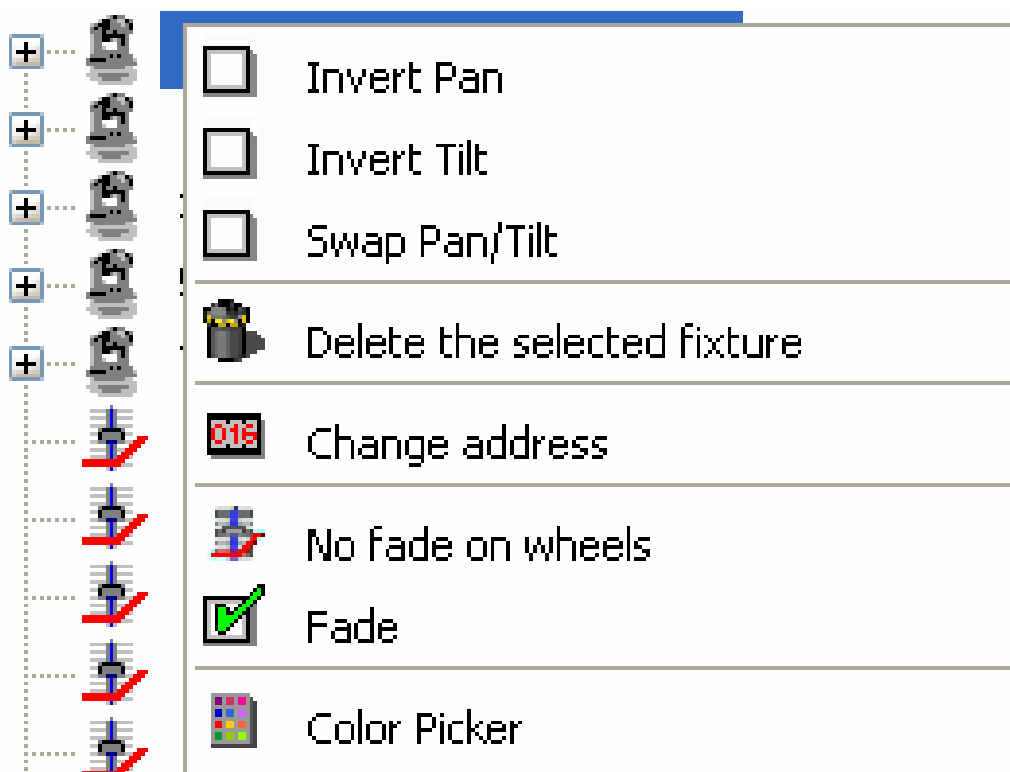 Invert Pan
Invert Tilt
Swap Pan/Tilt
Delete the selected fixture
016
Change address
No fade on wheels
Fade
Color Picker